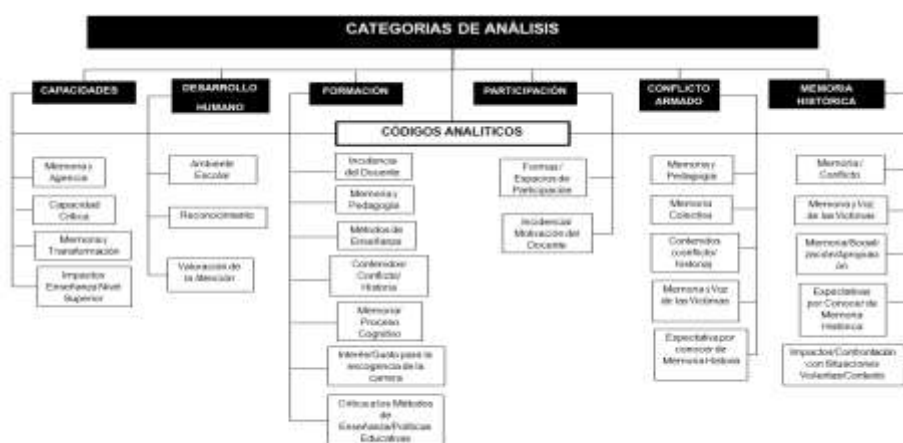 CATEGORIAS DE ANÁLISIS
CAPACIDADES
DESARROLLO
HUMANO
FORMACIÓN
PARTICIPACIÓN
CONFLICTO
ARMADO
MEMORIA
HISTÓRICA
CÓDIGOS ANALITICOS
Memoria y
Agencia
Capacidad
Crítica
Memoria y
Transformación
Impactos
Enseñanza Nivel
Superior
Ambiente
Escolar
Reconocimiento
Valoración de
la Atención
Incidencia
del Docente
Memoria y
Pedagogía
Métodos de
Enseñanza
Contenidos/
Conflicto/
Historia
Memoria/
Proceso
Cognitivo
Interés/Gusto para la
escogencia de la
carrera
Crítica a los Métodos
de
Enseñanza/Políticas
Educativas
Formas/
Espacios de
Participación
Incidencia/
Motivación del
Docente
Memoria y
Pedagogía
Memoria
Colectiva
Contenidos
(conflicto/
historia)
Memoria y Voz
de las Víctimas
Expectativa por
conocer de
Memoria Historia
Memoria /
Conflicto
Memoria y Voz
de las Víctimas
Expectativas
por Conocer de
Memoria
Histórica
Impactos/Confrontación
con Situaciones
Violentas/Contexto